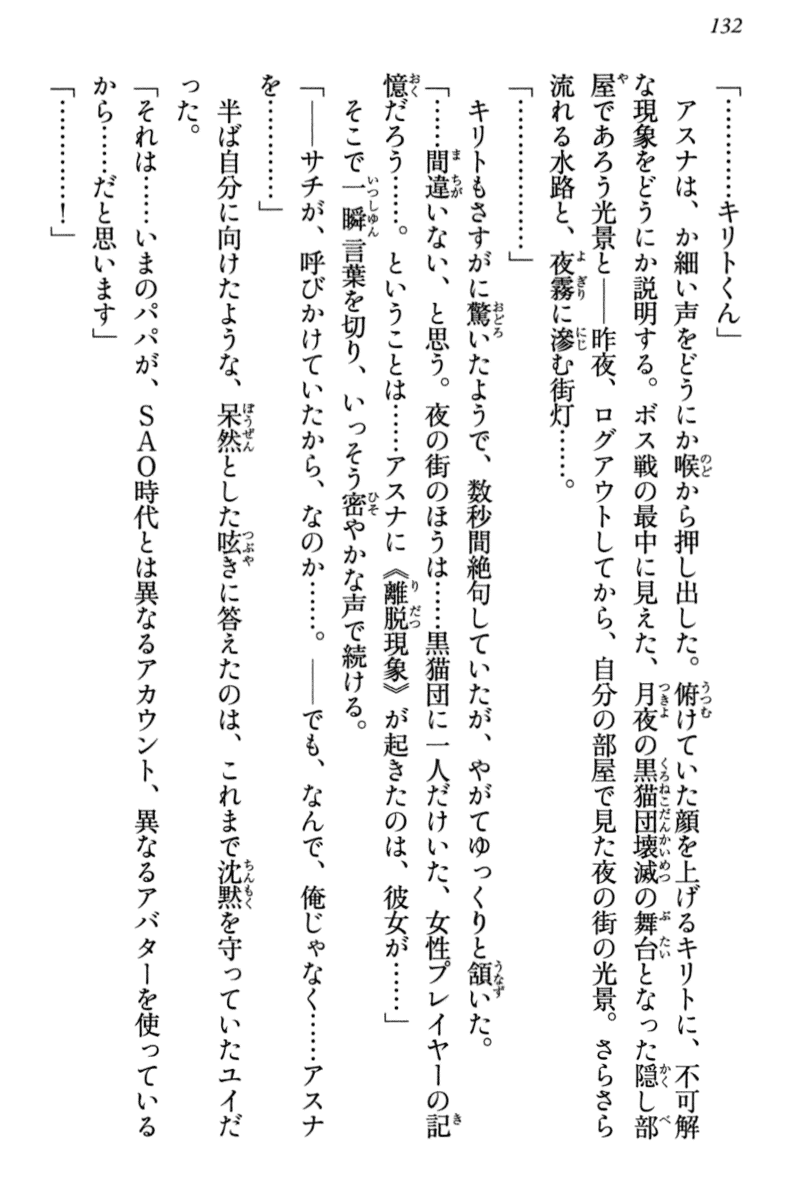 132
「…………キリトくん」
アスナは、か細い声をどうにか喉から押し出した。俯けていた顔を上げるキリトに、不可解
な現象をどうにか説明する。ボス戦の最中に見えた、月夜の黒猫団壊滅の舞台となった隠し部
屋であろう光景と――昨夜、ログアウトしてから、自分の部屋で見た夜の街の光景。さらさら
流れる水路と、夜霧に滲む街灯……。
「………………」
キリトもさすがに驚いたようで、数秒間絶句していたが、やがてゆっくりと頷いた。
「……間違いない、と思う。夜の街のほうは……黒猫団に一人だけいた、女性プレイヤーの記
憶だろう……。ということは……アスナに《離脱現象》が起きたのは、彼女が……」
そこで一瞬言葉を切り、いっそう密やかな声で続ける。
「――サチが、呼びかけていたから、なのか……。――でも、なんで、俺じゃなく……アスナ
を…………」
半ば自分に向けたような、呆然とした呟きに答えたのは、これまで沈黙を守っていたユイだ
った。
「それは……いまのパパが、ＳＡＯ時代とは異なるアカウント、異なるアバターを使っている
から……だと思います」
「…………！」